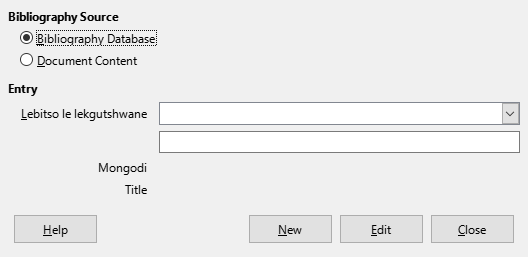 Bibliography Source
Bibliography Database
Document Content
Entry
Lebitso le lekgutshwane
Mongodi
Title
Help New Edit Close